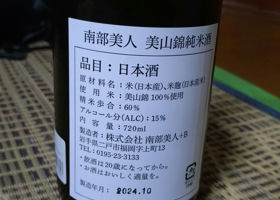 南部美人 美山錦純米酒
品目:日本酒
原材料名:米(日本産)、米麹(日本産米)
使用米:美山錦100%使用
精米歩合:60%
アルコール分(ALC):15%
内容量:720ml
製造者:株式会社 南部美人+B
岩手県二戸市福岡字上町13
TEL:0195-23-3133
・飲酒は20歳になってから。
・お酒はおいしく適量を。
製造年月:2024.10